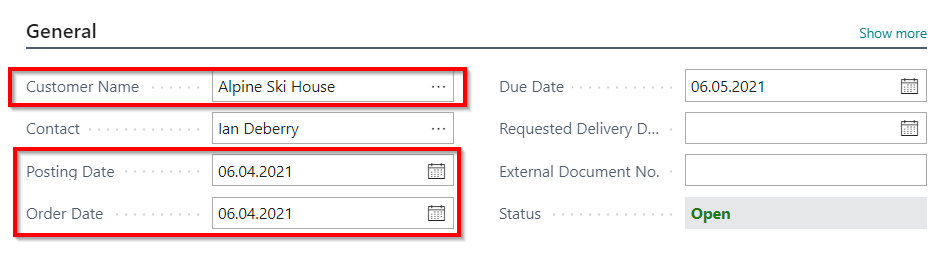 General
Show more
Customer Name Alpine Ski House ...
Contact Ian Deberry ...
Posting Date 06.04.2021
Order Date 06.04.2021
Due Date 06.05.2021
Requested Delivery D...
External Document No.
Status Open